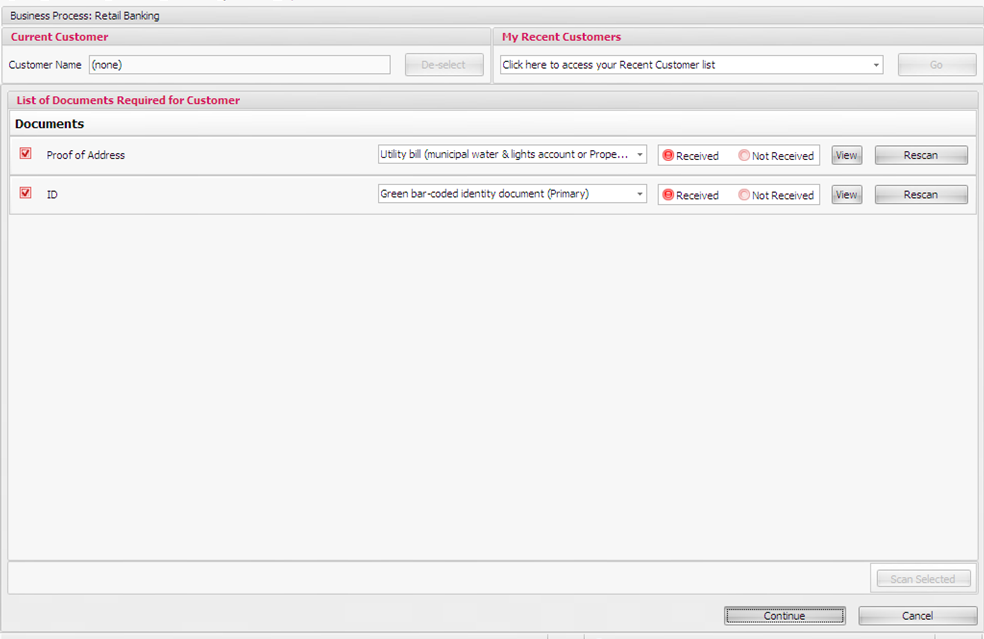 Business Process: Retail Banking
Current Customer
My Recent Customers
Customer Name (none) De-select
Click here to access your Recent Customer list Go
List of Documents Required for Customer
Documents
Proof of Address Utility bill (municipal water & lights account or Prope... Received Not Received View Rescan
ID Green bar-coded identity document (Primary) Received Not Received View Rescan
Scan Selected
Continue Cancel